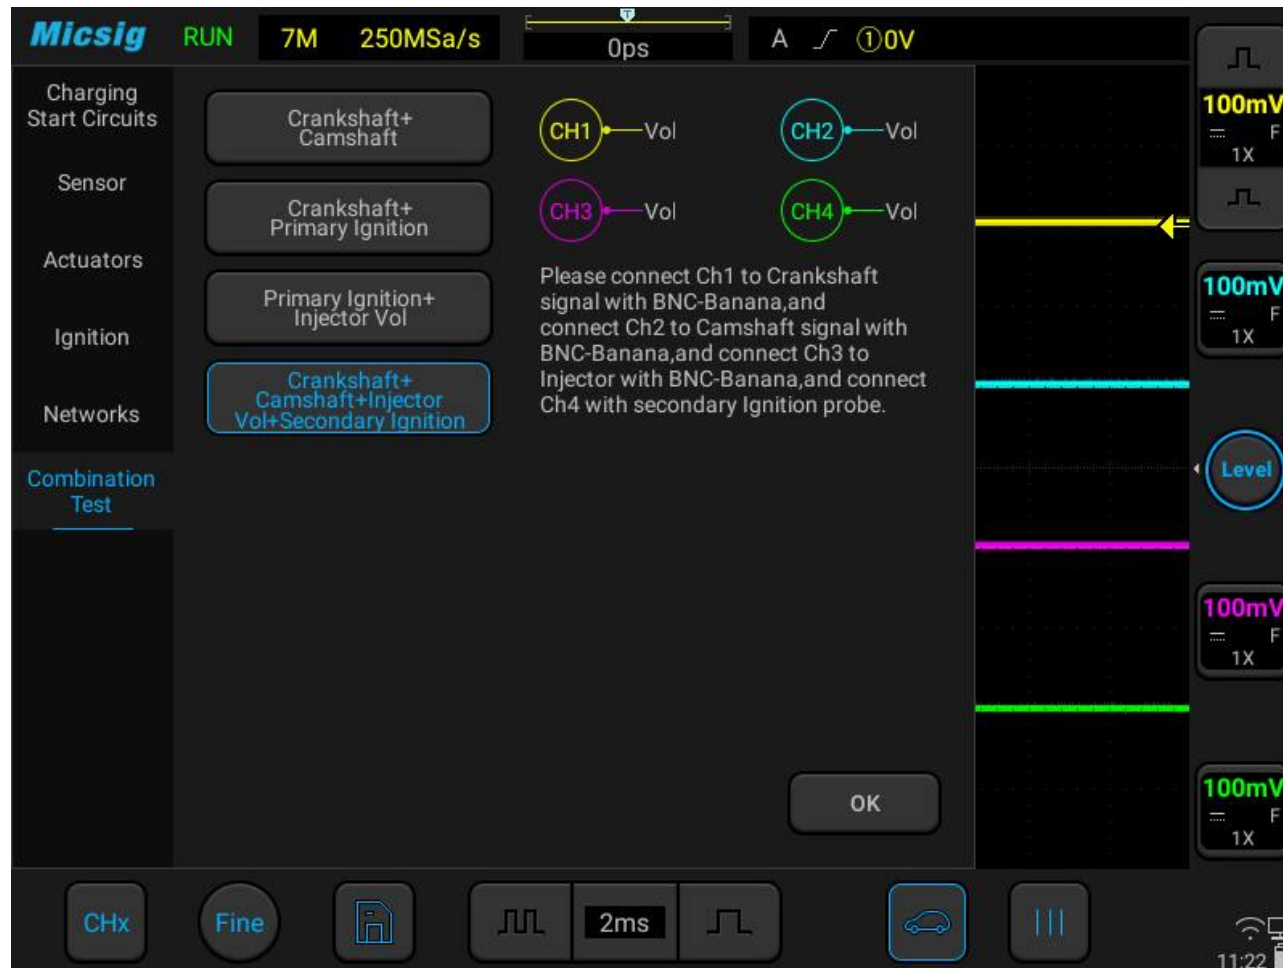 Micsig RUN 7M 250MSa/s T 0ps A ①0V
Charging
Start Circuits
Sensor
Actuators
Ignition
Networks
Combination
Test
Crankshaft+
Camshaft
Crankshaft+
Primary Ignition
Primary Ignition+
Injector Vol
Crankshaft+
Camshaft+Injector
Vol+Secondary Ignition
CH1 Vol CH2 Vol
CH3 Vol CH4 Vol
Please connect Ch1 to Crankshaft
signal with BNC-Banana,and
connect Ch2 to Camshaft signal with
BNC-Banana,and connect Ch3 to
Injector with BNC-Banana,and connect
Ch4 with secondary Ignition probe.
OK
100mV
F
1X
100mV
F
1X
Level
100mV
F
1X
100mV
F
1X
CHx Fine 2ms
11:22